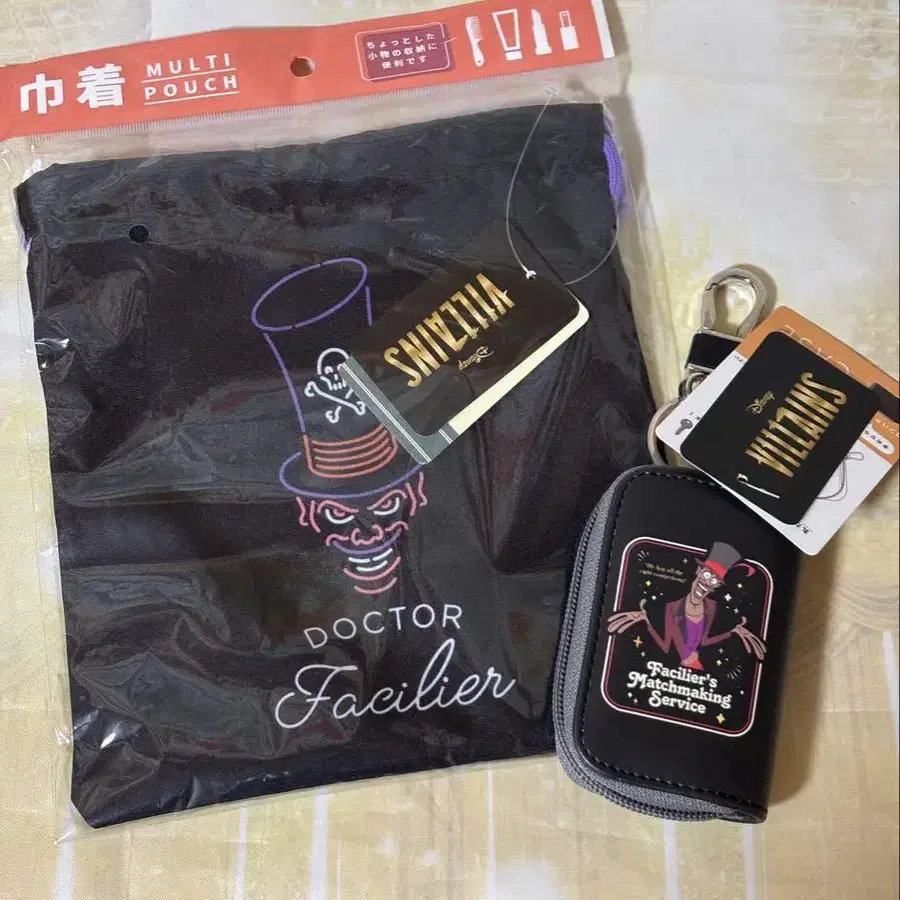 巾着
MULTI
POUCH
ちょっとした
小物の収納に
便利です
Disney
VILLAINS
DOCTOR
Facilier
Disney
VILLAINS
Facilier's
Matchmaking
Service